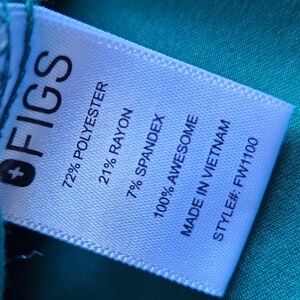 FIGS
72% POLYESTER
21% RAYON
7% SPANDEX
100% AWESOME
MADE IN VIETNAM
STYLE#: FW1100